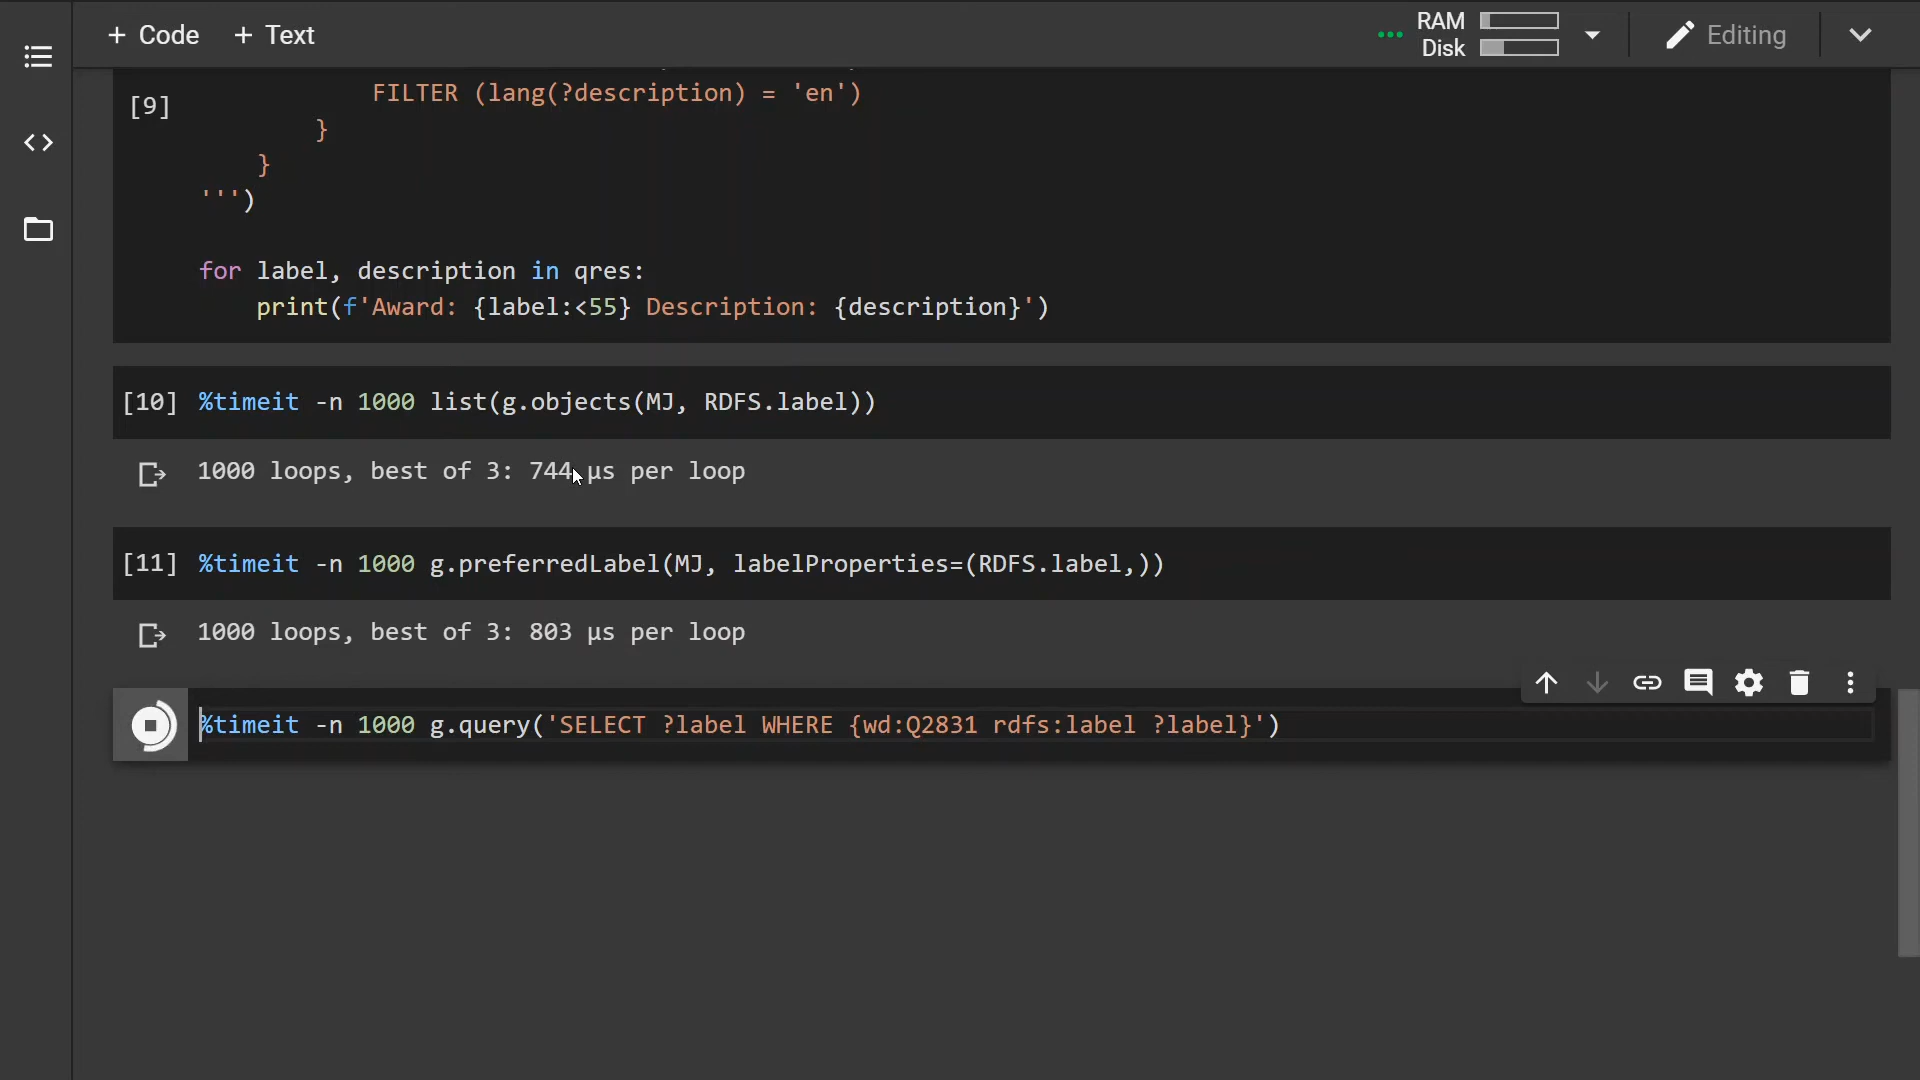 + Code + Text
RAM
Disk
Editing
[9]
FILTER (lang(?description) = 'en')
}
}
''')
for label, description in qres:
print(f'Award: {label:<55} Description: {description}')
[10] %timeit -n 1000 list(g.objects(MJ, RDFS.label))
1000 loops, best of 3: 744 µs per loop
[11] %timeit -n 1000 g.preferredLabel(MJ, labelProperties=(RDFS.label,))
1000 loops, best of 3: 803 µs per loop
%timeit -n 1000 g.query('SELECT ?label WHERE {wd:Q2831 rdfs:label ?label}')